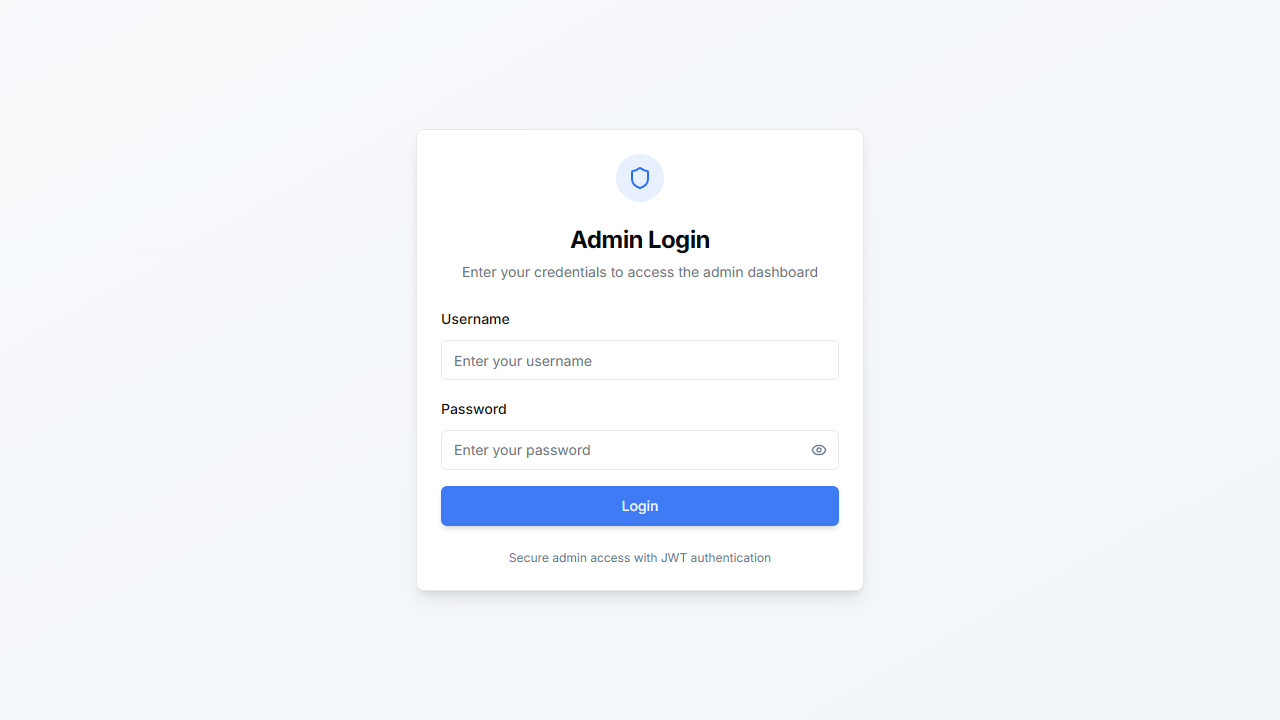 Admin Login
Enter your credentials to access the admin dashboard
Username
Enter your username
Password
Enter your password
Login
Secure admin access with JWT authentication